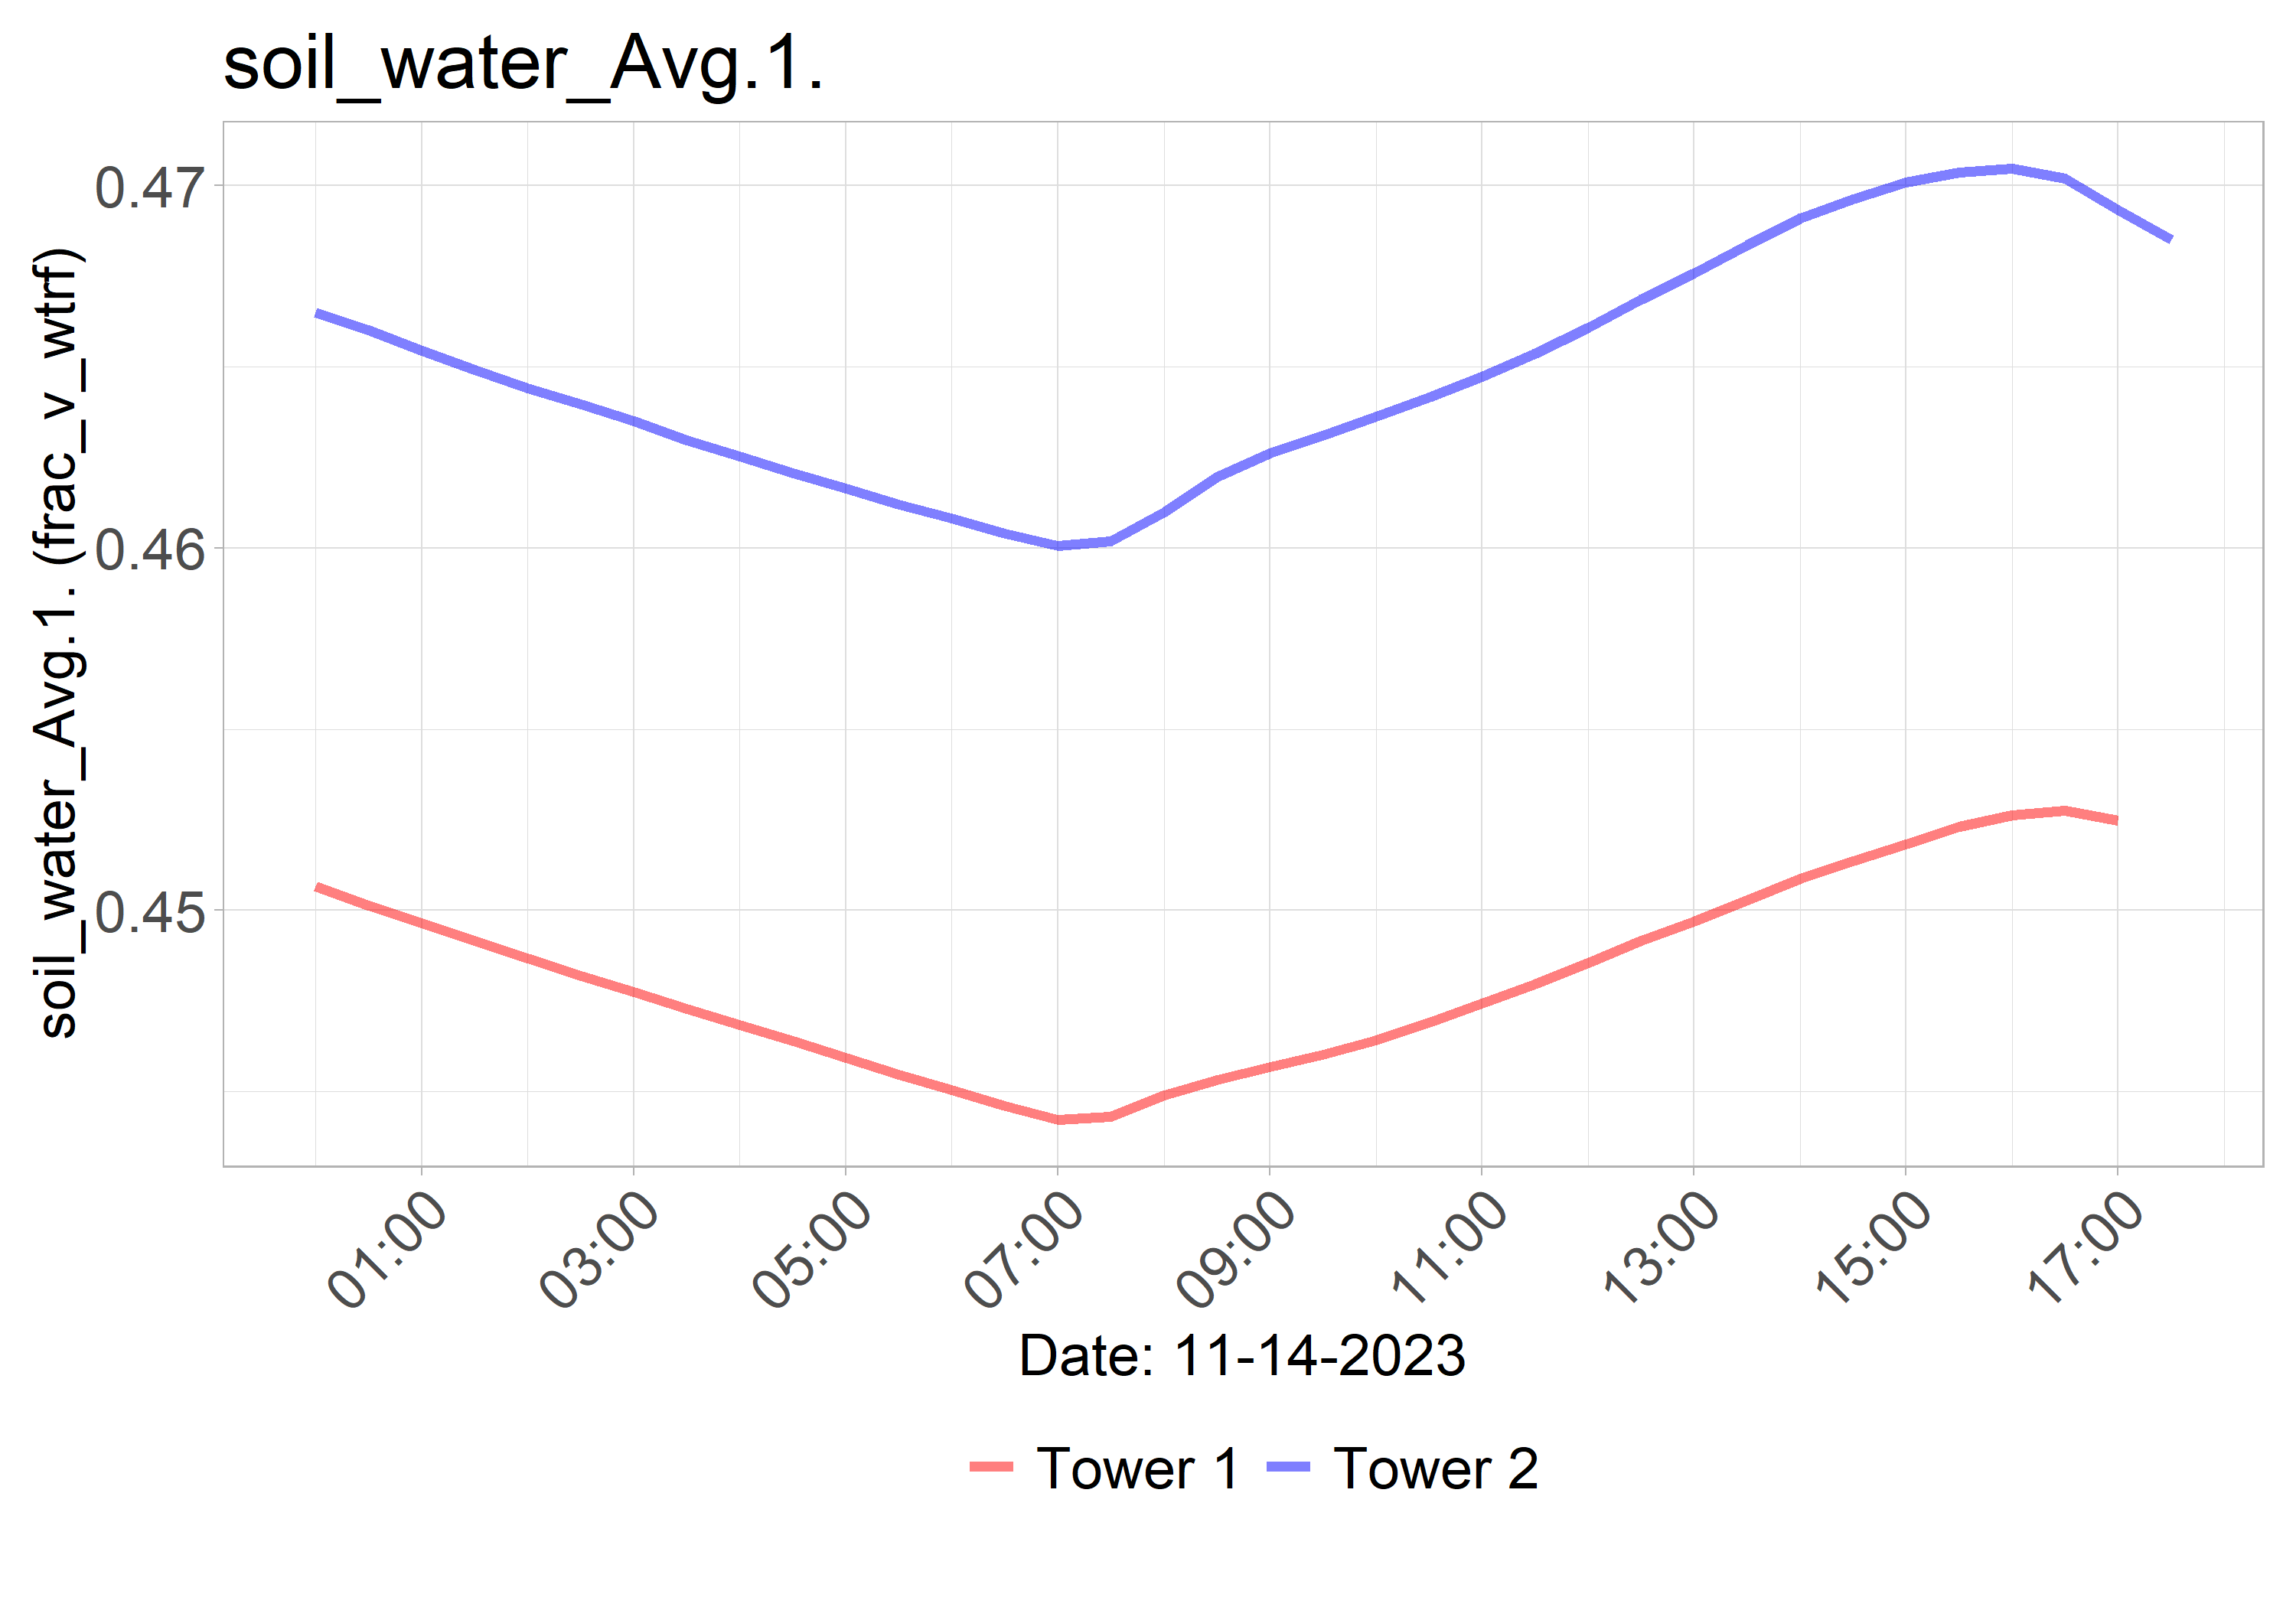 soil_water_Avg.1.
soil_water_Avg.1. (frac_v_wtrf)
0.47
0.46
0.45
01:00
03:00
05:00
07:00
09:00
11:00
13:00
15:00
17:00
Date: 11-14-2023
Tower 1
Tower 2